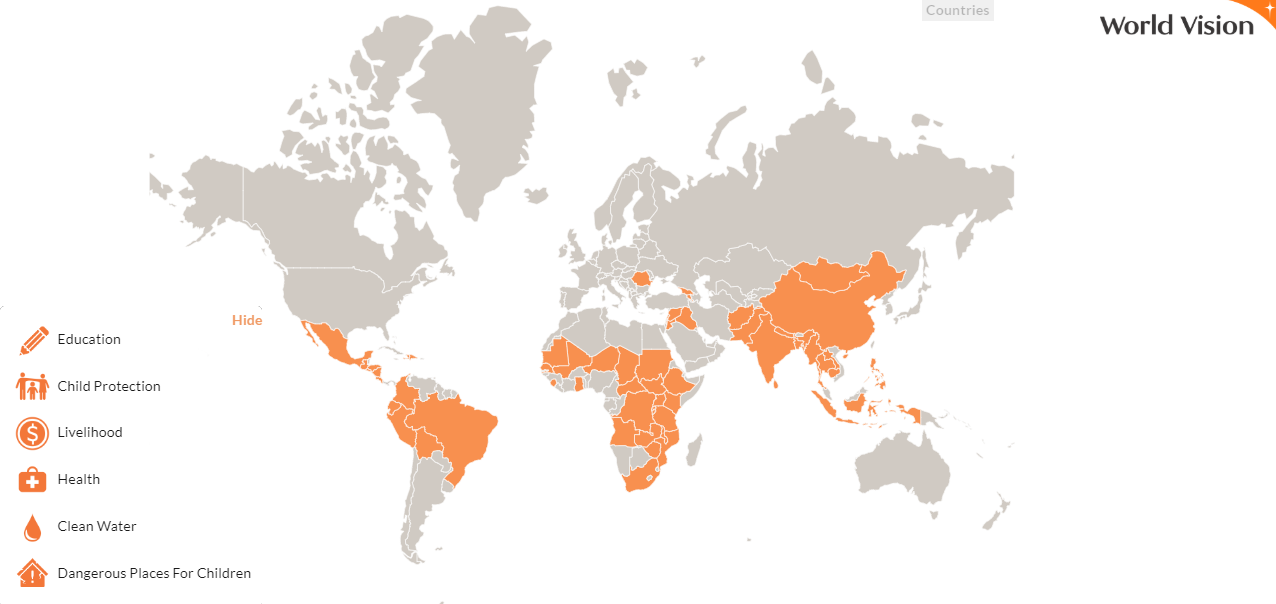 Countries
World Vision
Hide
Education
Child Protection
$ Livelihood
Health
Clean Water
Dangerous Places For Children